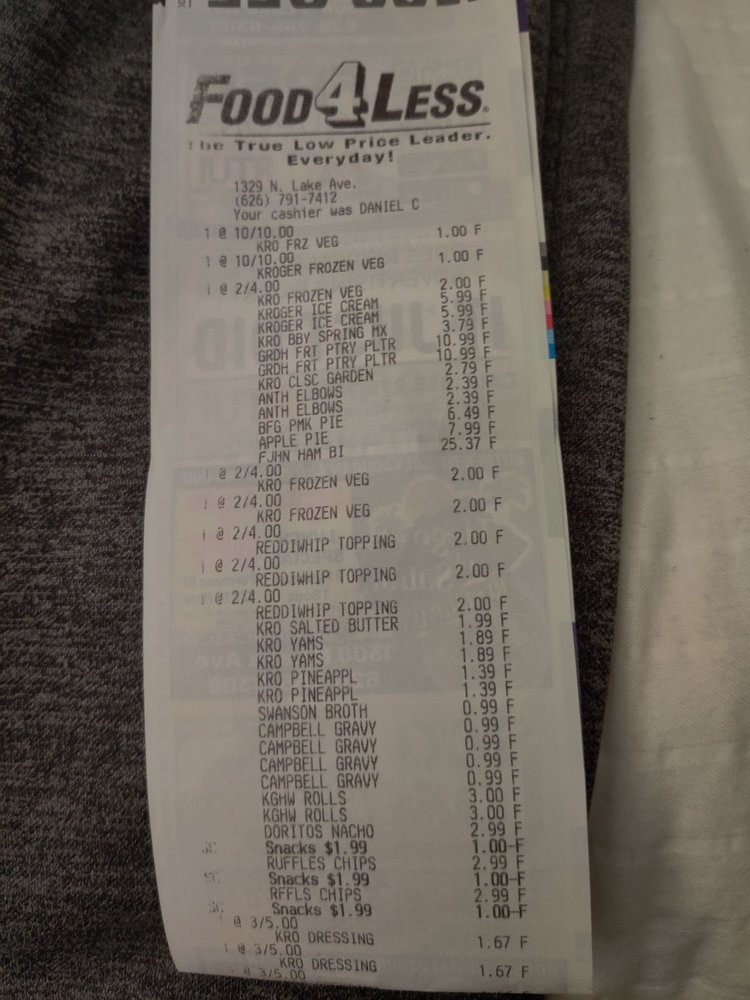 FOOD 4 LESS.
The True Low Price Leader.
Everyday!
1329 N. Lake Ave.
(626) 791-7412
Your cashier was DANIEL C
1 @ 10/10.00
KRO FRZ VEG 1.00 F
1 @ 10/10.00
KROGER FROZEN VEG 1.00 F
1 @ 2/4.00
KRO FROZEN VEG 2.00 F
KROGER ICE CREAM 5.99 F
KROGER ICE CREAM 5.99 F
KRO BBY SPRING MX 3.79 F
GRDH FRT PTRY PLTR 10.99 F
GRDH FRT PTRY PLTR 10.99 F
KRO CLSC GARDEN 2.79 F
ANTH ELBOWS 2.39 F
ANTH ELBOWS 2.39 F
BFG PMK PIE 6.49 F
APPLE PIE 7.99 F
FJHN HAM BI 25.37 F
1 @ 2/4.00
KRO FROZEN VEG 2.00 F
1 @ 2/4.00
KRO FROZEN VEG 2.00 F
1 @ 2/4.00
REDDIWHIP TOPPING 2.00 F
1 @ 2/4.00
REDDIWHIP TOPPING 2.00 F
1 @ 2/4.00
REDDIWHIP TOPPING 2.00 F
KRO SALTED BUTTER 1.99 F
KRO YAMS 1.89 F
KRO YAMS 1.89 F
KRO PINEAPPL 1.39 F
KRO PINEAPPL 1.39 F
SWANSON BROTH 0.99 F
CAMPBELL GRAVY 0.99 F
CAMPBELL GRAVY 0.99 F
CAMPBELL GRAVY 0.99 F
CAMPBELL GRAVY 0.99 F
KGHW ROLLS 3.00 F
KGHW ROLLS 3.00 F
DORITOS NACHO 2.99 F
SC Snacks $1.99 1.00-F
RUFFLES CHIPS 2.99 F
SC Snacks $1.99 1.00-F
RFFLS CHIPS 2.99 F
SC Snacks $1.99 1.00-F
1 @ 3/5.00
KRO DRESSING 1.67 F
1 @ 3/5.00
KRO DRESSING 1.67 F
1 @ 3/5.00